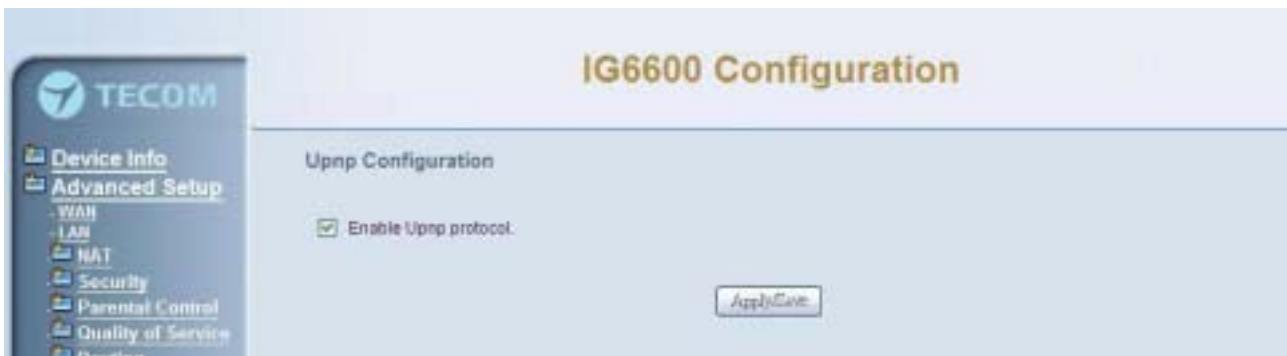 IG6600 Configuration
TECOM
Device Info
Advanced Setup
- WAN
- LAN
NAT
Security
Parental Control
Quality of Service
Upnp Configuration
Enable Upnp protocol.
Apply/Save